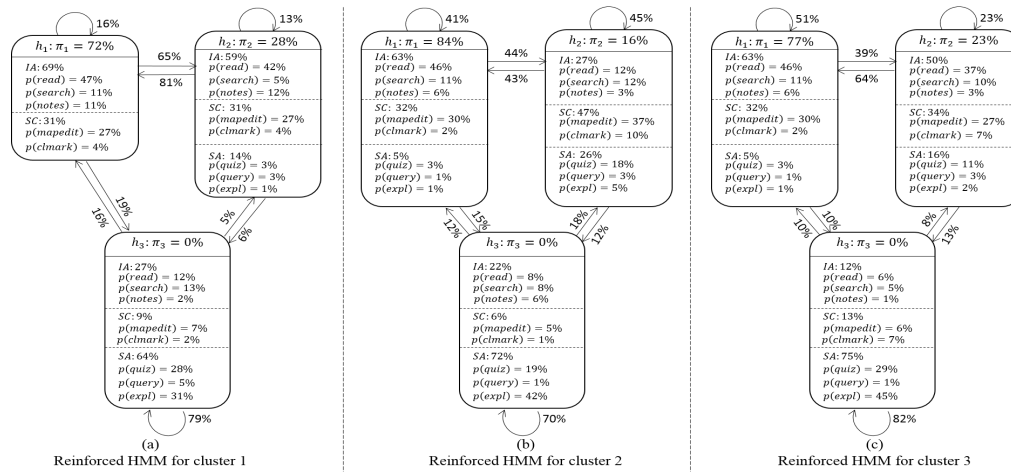 16%
h₁: π₁ = 72%
IA: 69%
p(read) = 47%
p(search) = 11%
p(notes) = 11%
SC: 31%
p(mapedit) = 27%
p(clmark) = 4%
65%
81%
13%
h₂: π₂ = 28%
IA: 59%
p(read) = 42%
p(search) = 5%
p(notes) = 12%
SC: 31%
p(mapedit) = 27%
p(clmark) = 4%
SA: 14%
p(quiz) = 3%
p(query) = 3%
p(expl) = 1%
19%
16%
5%
6%
h₃: π₃ = 0%
IA: 27%
p(read) = 12%
p(search) = 13%
p(notes) = 2%
SC: 9%
p(mapedit) = 7%
p(clmark) = 2%
SA: 64%
p(quiz) = 28%
p(query) = 5%
p(expl) = 31%
79%
(a)
Reinforced HMM for cluster 1
41%
h₁: π₁ = 84%
IA: 63%
p(read) = 46%
p(search) = 11%
p(notes) = 6%
SC: 32%
p(mapedit) = 30%
p(clmark) = 2%
SA: 5%
p(quiz) = 3%
p(query) = 1%
p(expl) = 1%
44%
43%
45%
h₂: π₂ = 16%
IA: 27%
p(read) = 12%
p(search) = 12%
p(notes) = 3%
SC: 47%
p(mapedit) = 37%
p(clmark) = 10%
SA: 26%
p(quiz) = 18%
p(query) = 3%
p(expl) = 5%
15%
12%
18%
12%
h₃: π₃ = 0%
IA: 22%
p(read) = 8%
p(search) = 8%
p(notes) = 6%
SC: 6%
p(mapedit) = 5%
p(clmark) = 1%
SA: 72%
p(quiz) = 19%
p(query) = 1%
p(expl) = 42%
70%
(b)
Reinforced HMM for cluster 2
51%
h₁: π₁ = 77%
IA: 63%
p(read) = 46%
p(search) = 11%
p(notes) = 6%
SC: 32%
p(mapedit) = 30%
p(clmark) = 2%
SA: 5%
p(quiz) = 3%
p(query) = 1%
p(expl) = 1%
39%
64%
23%
h₂: π₂ = 23%
IA: 50%
p(read) = 37%
p(search) = 10%
p(notes) = 3%
SC: 34%
p(mapedit) = 27%
p(clmark) = 7%
SA: 16%
p(quiz) = 11%
p(query) = 3%
p(expl) = 2%
10%
10%
8%
13%
h₃: π₃ = 0%
IA: 12%
p(read) = 6%
p(search) = 5%
p(notes) = 1%
SC: 13%
p(mapedit) = 6%
p(clmark) = 7%
SA: 75%
p(quiz) = 29%
p(query) = 1%
p(expl) = 45%
82%
(c)
Reinforced HMM for cluster 3